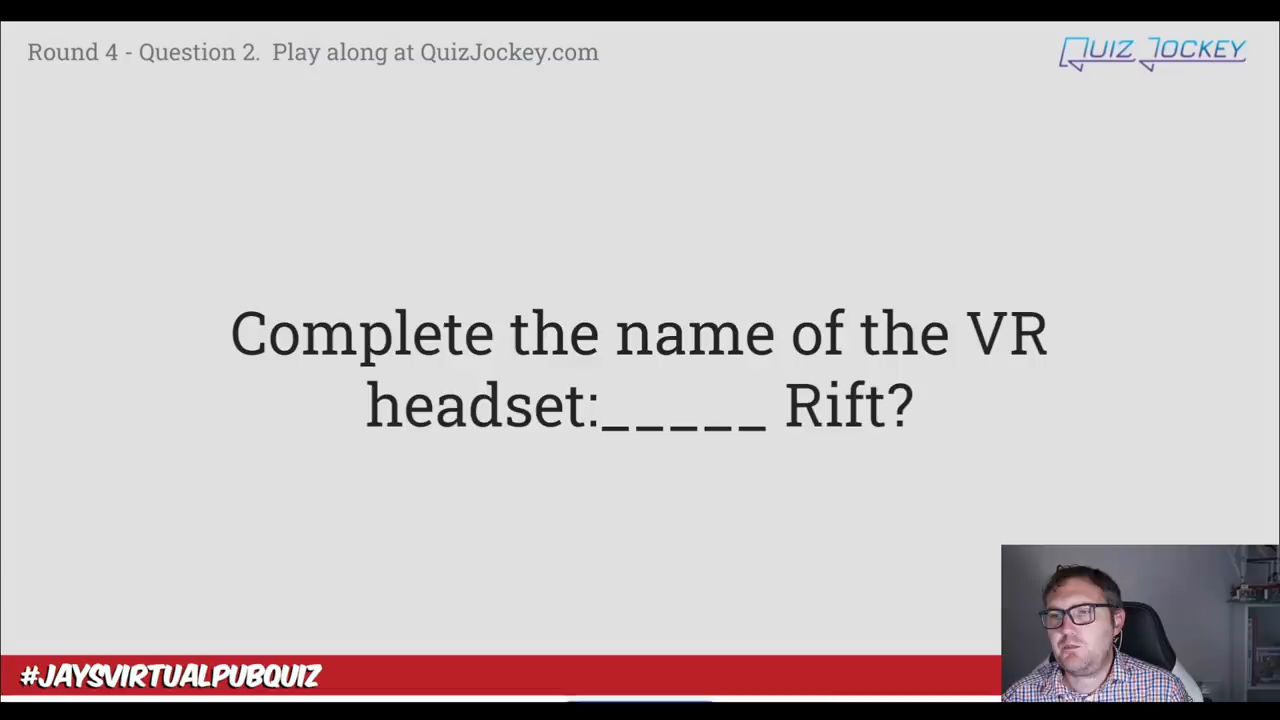 Round 4 - Question 2.  Play along at QuizJockey.com
QUIZ JOCKEY
Complete the name of the VR
headset:_____ Rift?
#JAYSVIRTUALPUBQUIZ